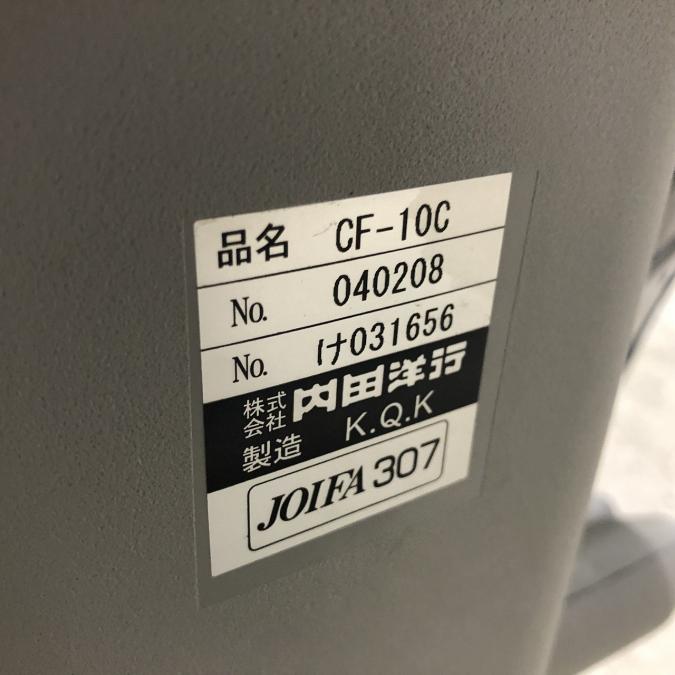 品名 CF-10C
No. 040208
No. け031656
株式会社 内田洋行
製造 K.Q.K
JOIFA 307